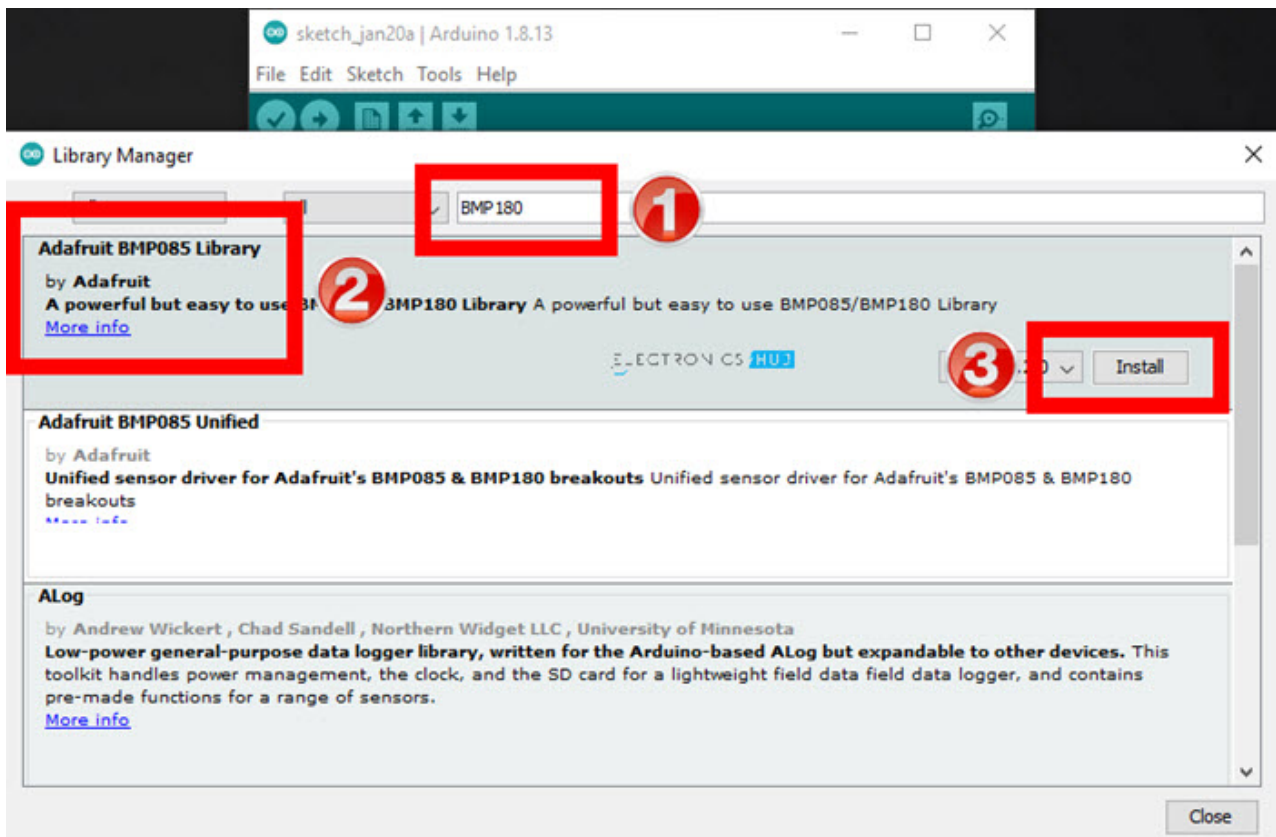 sketch_jan20a | Arduino 1.8.13
File Edit Sketch Tools Help
Library Manager
BMP180
1
Adafruit BMP085 Library
by Adafruit
2
A powerful but easy to use BMP180 Library A powerful but easy to use BMP085/BMP180 Library
More info
ELECTRONICS HUB
3
Install
Adafruit BMP085 Unified
by Adafruit
Unified sensor driver for Adafruit's BMP085 & BMP180 breakouts Unified sensor driver for Adafruit's BMP085 & BMP180
breakouts
More info
ALog
by Andrew Wickert , Chad Sandell , Northern Widget LLC , University of Minnesota
Low-power general-purpose data logger library, written for the Arduino-based ALog but expandable to other devices. This
toolkit handles power management, the clock, and the SD card for a lightweight field data field data logger, and contains
pre-made functions for a range of sensors.
More info
Close